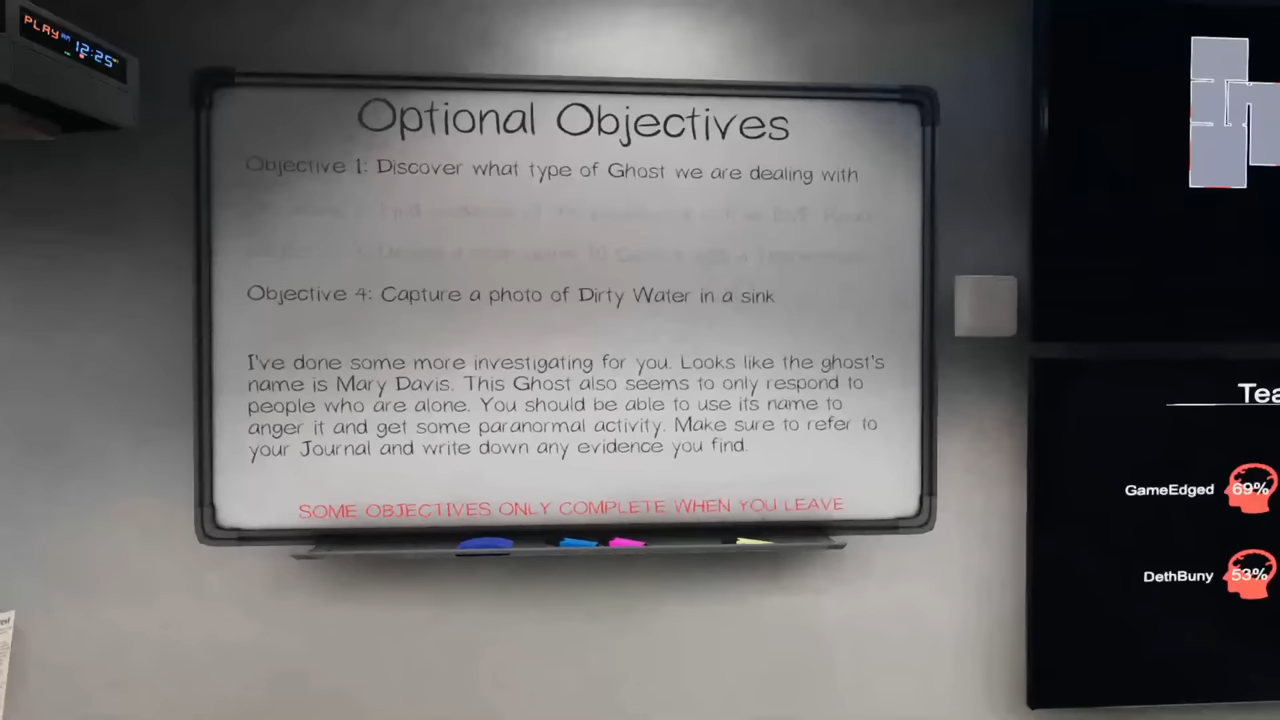 PLAY 12:25
Optional Objectives
Objective 1: Discover what type of Ghost we are dealing with
Objective 4: Capture a photo of Dirty Water in a sink
I've done some more investigating for you. Looks like the ghost's
name is Mary Davis. This Ghost also seems to only respond to
people who are alone. You should be able to use its name to
anger it and get some paranormal activity. Make sure to refer to
your Journal and write down any evidence you find.
SOME OBJECTIVES ONLY COMPLETE WHEN YOU LEAVE
GameEdged 69%
DethBuny 53%